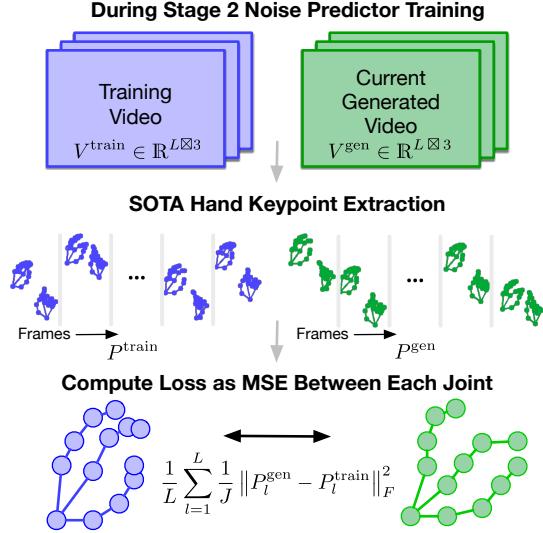 During Stage 2 Noise Predictor Training
Training
Video
V^train ∈ ℝ^{L⊠3}
Current
Generated
Video
V^gen ∈ ℝ^{L⊠3}
SOTA Hand Keypoint Extraction
...
...
Frames
P^train
Frames
P^gen
Compute Loss as MSE Between Each Joint
1/L ∑_{l=1}^{L} 1/J ‖P_l^gen − P_l^train‖_F^2